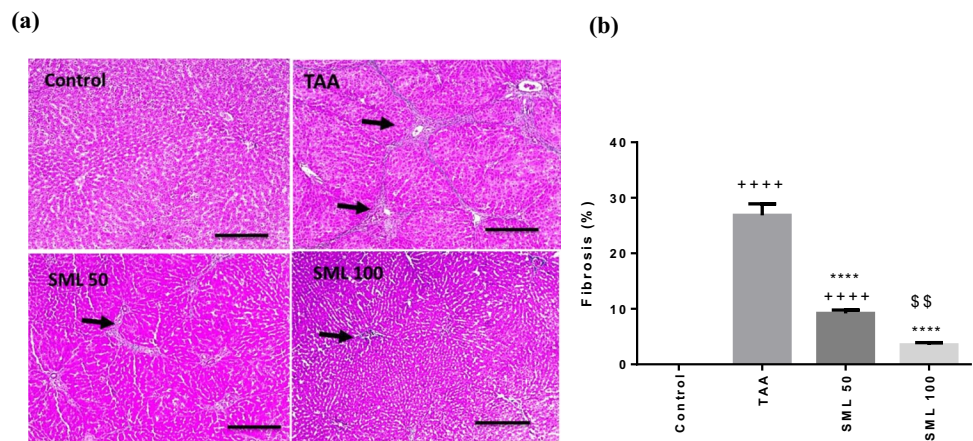 (a)
Control
TAA
SML 50
SML 100
(b)
Fibrosis (%)
40
30
20
10
0
++++
****
++++
$$
****
Control
TAA
SML 50
SML 100